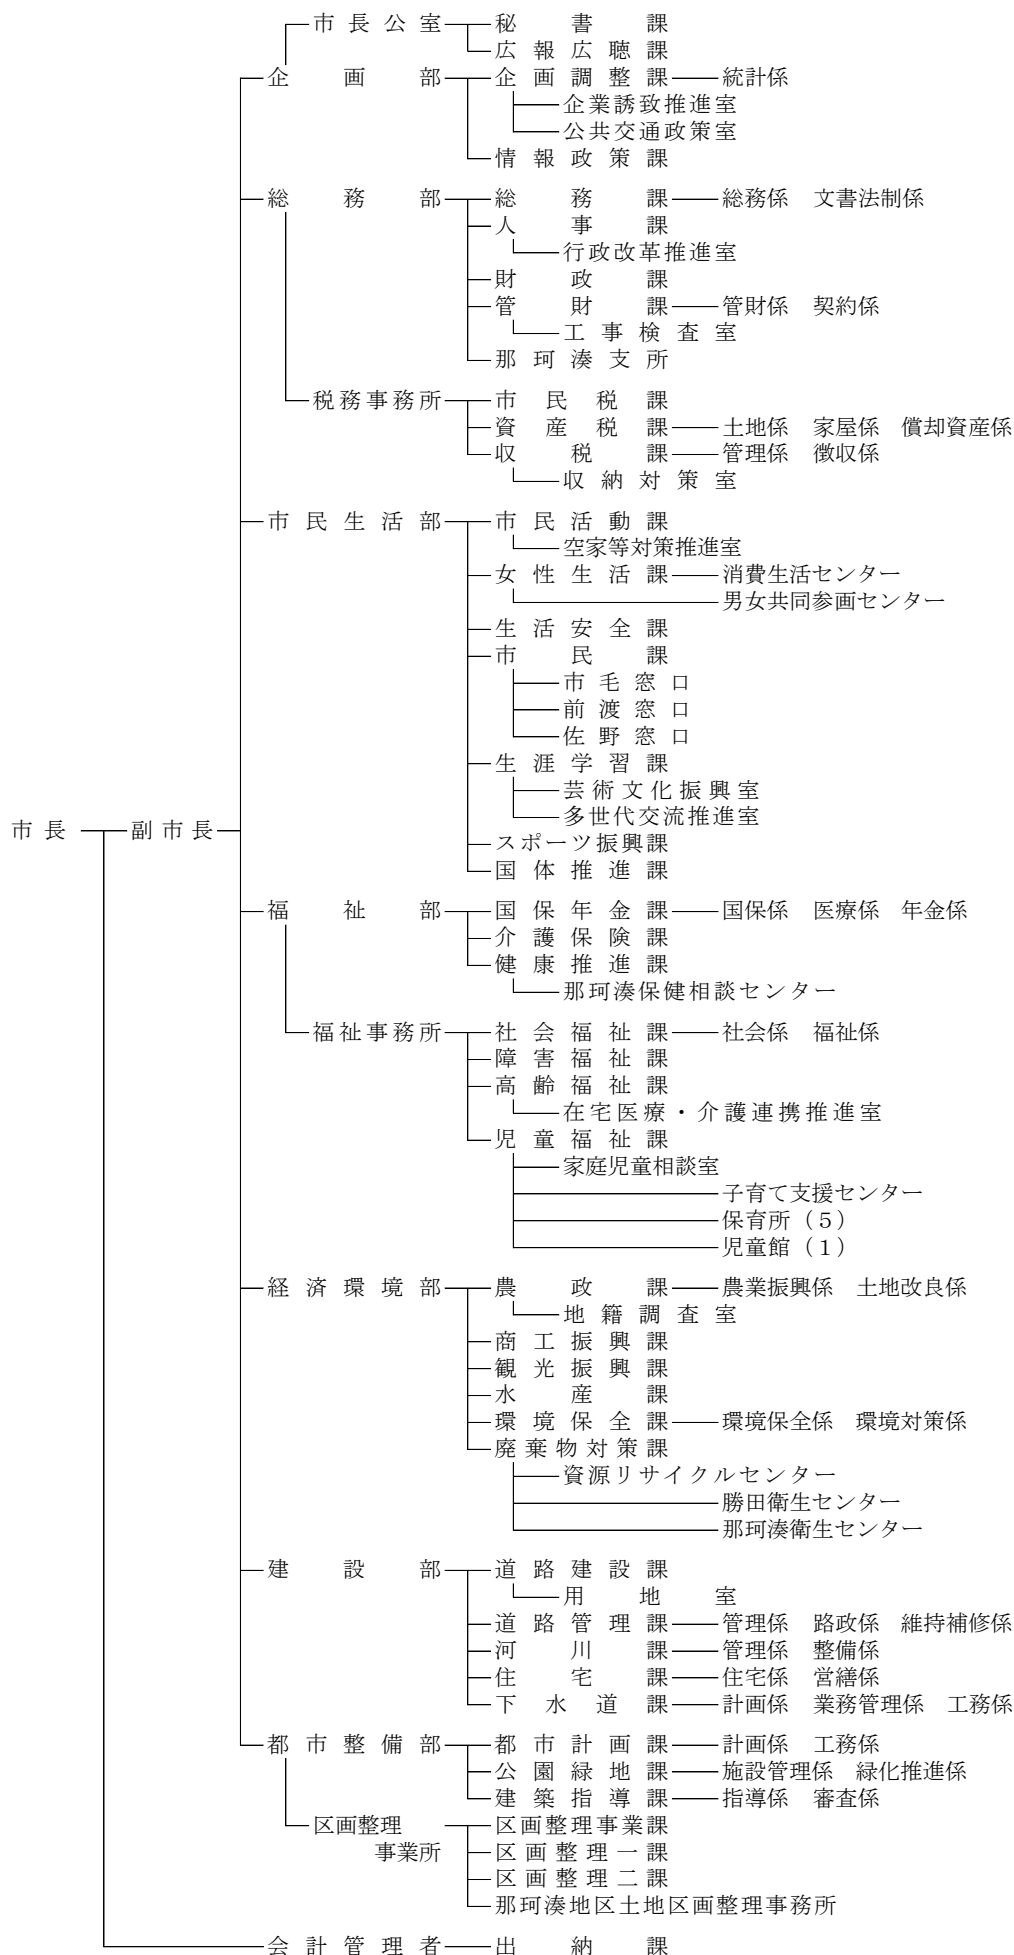 市長公室 秘書課
広報広聴課
企画部 企画調整課 統計係
企業誘致推進室
公共交通政策室
情報政策課
総務部 総務課 総務係 文書法制係
人事課
行政改革推進室
財政課
管財課 管財係 契約係
工事検査室
那珂湊支所
税務事務所 市民税課
資産税課 土地係 家屋係 償却資産係
収税課 管理係 徴収係
収納対策室
市民生活部 市民活動課
空家等対策推進室
女性生活課 消費生活センター
男女共同参画センター
生活安全課
市民課
市毛窓口
前渡窓口
佐野窓口
生涯学習課
芸術文化振興室
多世代交流推進室
市長 副市長
スポーツ振興課
国体推進課
福祉部 国保年金課 国保係 医療係 年金係
介護保険課
健康推進課
那珂湊保健相談センター
福祉事務所 社会福祉課 社会係 福祉係
障害福祉課
高齢福祉課
在宅医療・介護連携推進室
児童福祉課
家庭児童相談室
子育て支援センター
保育所(5)
児童館(1)
経済環境部 農政課 農業振興係 土地改良係
地籍調査室
商工振興課
観光振興課
水産課
環境保全課 環境保全係 環境対策係
廃棄物対策課
資源リサイクルセンター
勝田衛生センター
那珂湊衛生センター
建設部 道路建設課
用地室
道路管理課 管理係 路政係 維持補修係
河川課 管理係 整備係
住宅課 住宅係 営繕係
下水道課 計画係 業務管理係 工務係
都市整備部 都市計画課 計画係 工務係
公園緑地課 施設管理係 緑化推進係
建築指導課 指導係 審査係
区画整理 区画整理事業課
事業所 区画整理一課
区画整理二課
那珂湊地区土地区画整理事務所
会計管理者 出納課